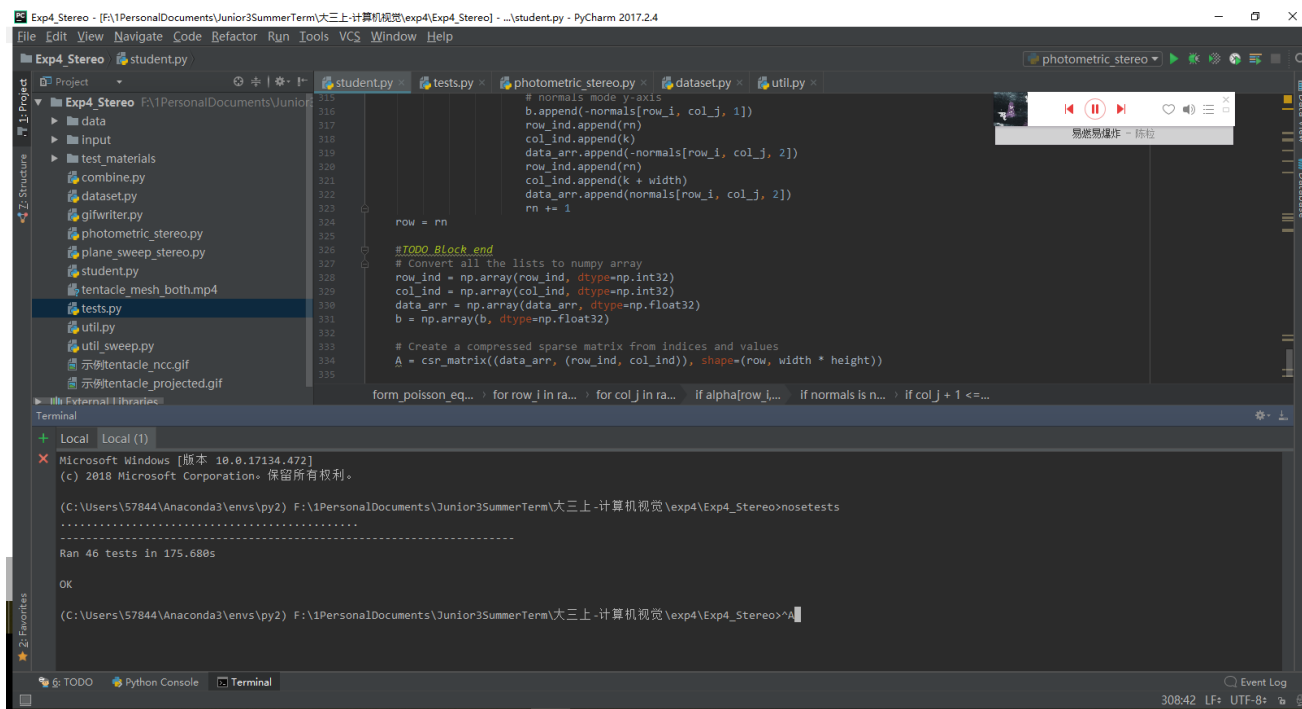 Exp4_Stereo - [F:\1PersonalDocuments\Junior3SummerTerm\大三上-计算机视觉\exp4\Exp4_Stereo] - ...\student.py - PyCharm 2017.2.4
File Edit View Navigate Code Refactor Run Tools VCS Window Help
Exp4_Stereo student.py photometric_stereo
Project student.py tests.py photometric_stereo.py dataset.py util.py
1: Project
Z: Structure
2: Favorites
Exp4_Stereo F:\1PersonalDocuments\Junior
data
input
test_materials
combine.py
dataset.py
gifwriter.py
photometric_stereo.py
plane_sweep_stereo.py
student.py
tentacle_mesh_both.mp4
tests.py
util.py
util_sweep.py
示例tentacle_ncc.gif
示例tentacle_projected.gif
External Libraries
315 # normals mode y-axis
316 b.append(-normals[row_i, col_j, 1])
317 row_ind.append(rn)
318 col_ind.append(k)
319 data_arr.append(-normals[row_i, col_j, 2])
320 row_ind.append(rn)
321 col_ind.append(k + width)
322 data_arr.append(normals[row_i, col_j, 2])
323 rn += 1
324 row = rn
325
326 #TODO Block end
327 # Convert all the lists to numpy array
328 row_ind = np.array(row_ind, dtype=np.int32)
329 col_ind = np.array(col_ind, dtype=np.int32)
330 data_arr = np.array(data_arr, dtype=np.float32)
331 b = np.array(b, dtype=np.float32)
332
333 # Create a compressed sparse matrix from indices and values
334 A = csr_matrix((data_arr, (row_ind, col_ind)), shape=(row, width * height))
335
易燃易爆炸 - 陈粒
Database
form_poisson_eq... for row_i in ra... for col_j in ra... if alpha[row_i,... if normals is n... if col_j + 1 <=...
Terminal
Local Local (1)
Microsoft Windows [版本 10.0.17134.472]
(c) 2018 Microsoft Corporation。保留所有权利。
(C:\Users\57844\Anaconda3\envs\py2) F:\1PersonalDocuments\Junior3SummerTerm\大三上-计算机视觉\exp4\Exp4_Stereo>nosetests
..............................................
----------------------------------------------------------------------
Ran 46 tests in 175.680s
OK
(C:\Users\57844\Anaconda3\envs\py2) F:\1PersonalDocuments\Junior3SummerTerm\大三上-计算机视觉\exp4\Exp4_Stereo>^A
6: TODO Python Console Terminal Event Log
308:42 LF UTF-8